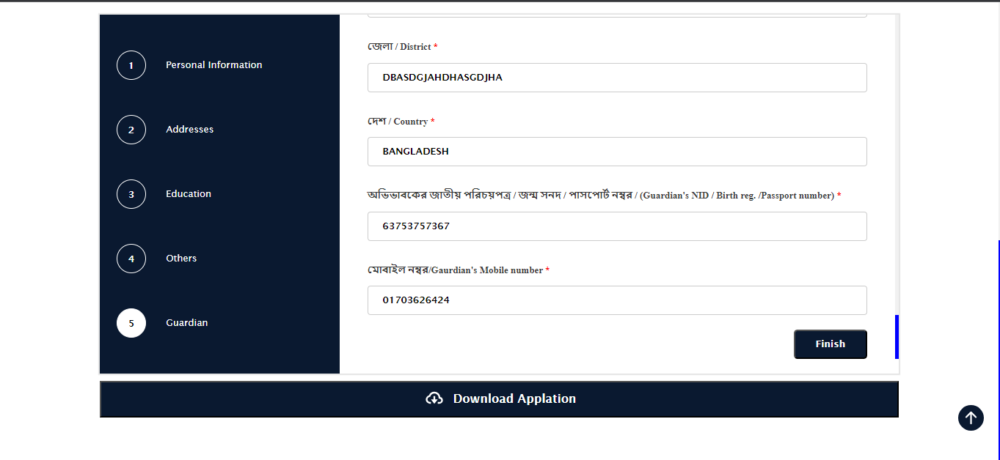 1 Personal Information
2 Addresses
3 Education
4 Others
5 Guardian
জেলা / District *
DBASDGJAHDHASGDJHA
দেশ / Country *
BANGLADESH
অভিভাবকের জাতীয় পরিচয়পত্র / জন্ম সনদ / পাসপোর্ট নম্বর / (Guardian's NID / Birth reg. /Passport number) *
63753757367
মোবাইল নম্বর/Gaurdian's Mobile number *
01703626424
Finish
Download Applation